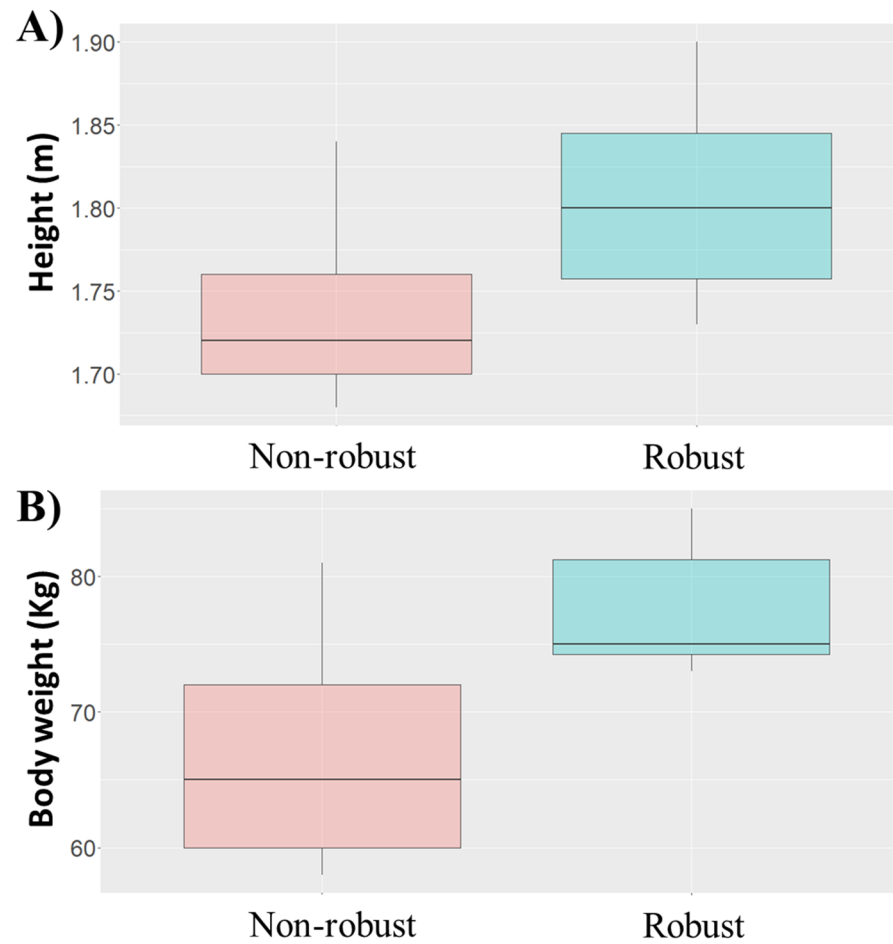 A)
Height (m)
1.90
1.85
1.80
1.75
1.70
Non-robust Robust
B)
Body weight (Kg)
80
70
60
Non-robust Robust